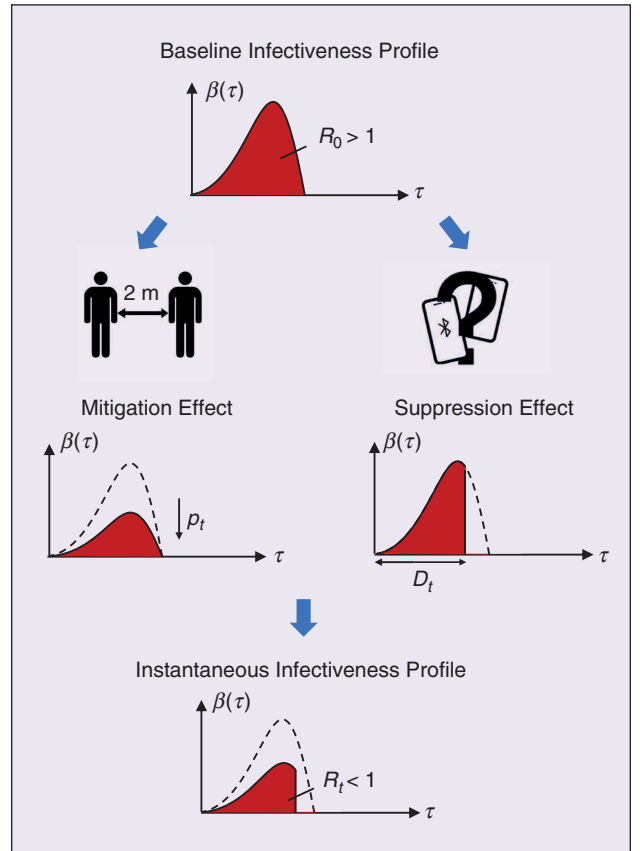 Baseline Infectiveness Profile
β(τ)
R₀ > 1
τ
2 m
Mitigation Effect
Suppression Effect
β(τ)
pₜ
τ
β(τ)
τ
Dₜ
Instantaneous Infectiveness Profile
β(τ)
Rₜ < 1
τ